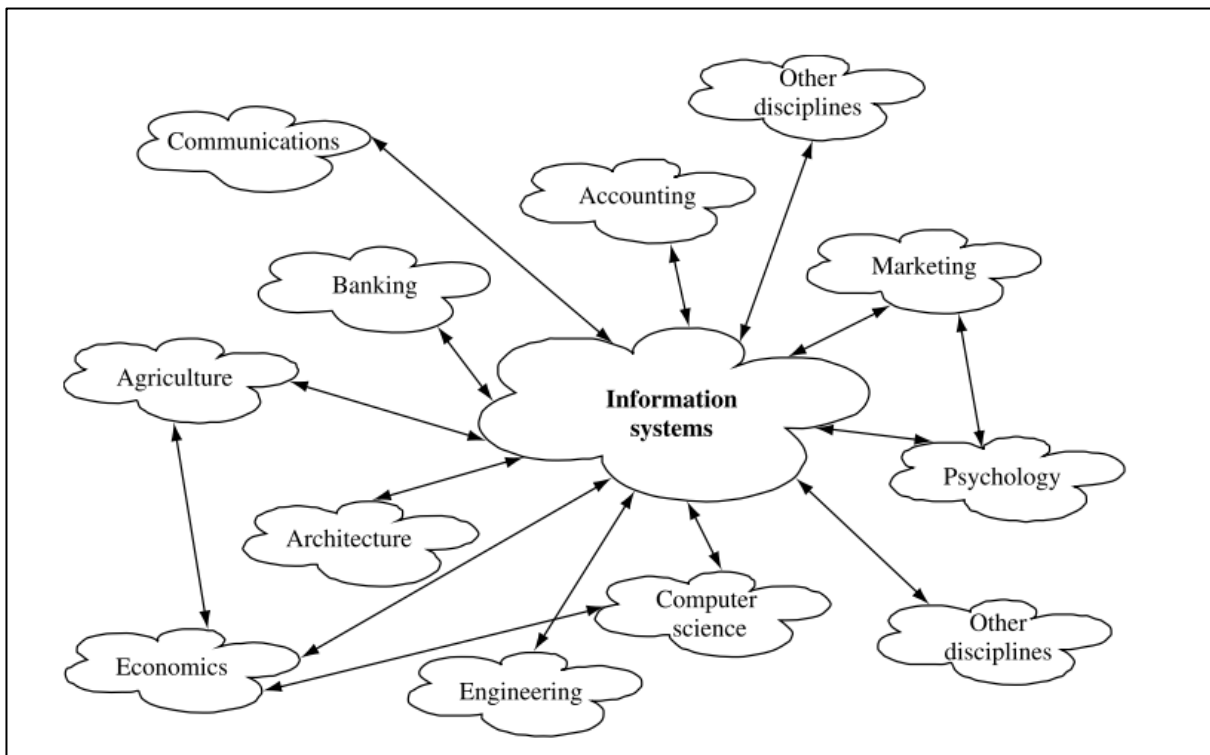 Other
disciplines
Communications
Accounting
Marketing
Banking
Agriculture
Information
systems
Psychology
Architecture
Computer
science
Other
disciplines
Economics
Engineering